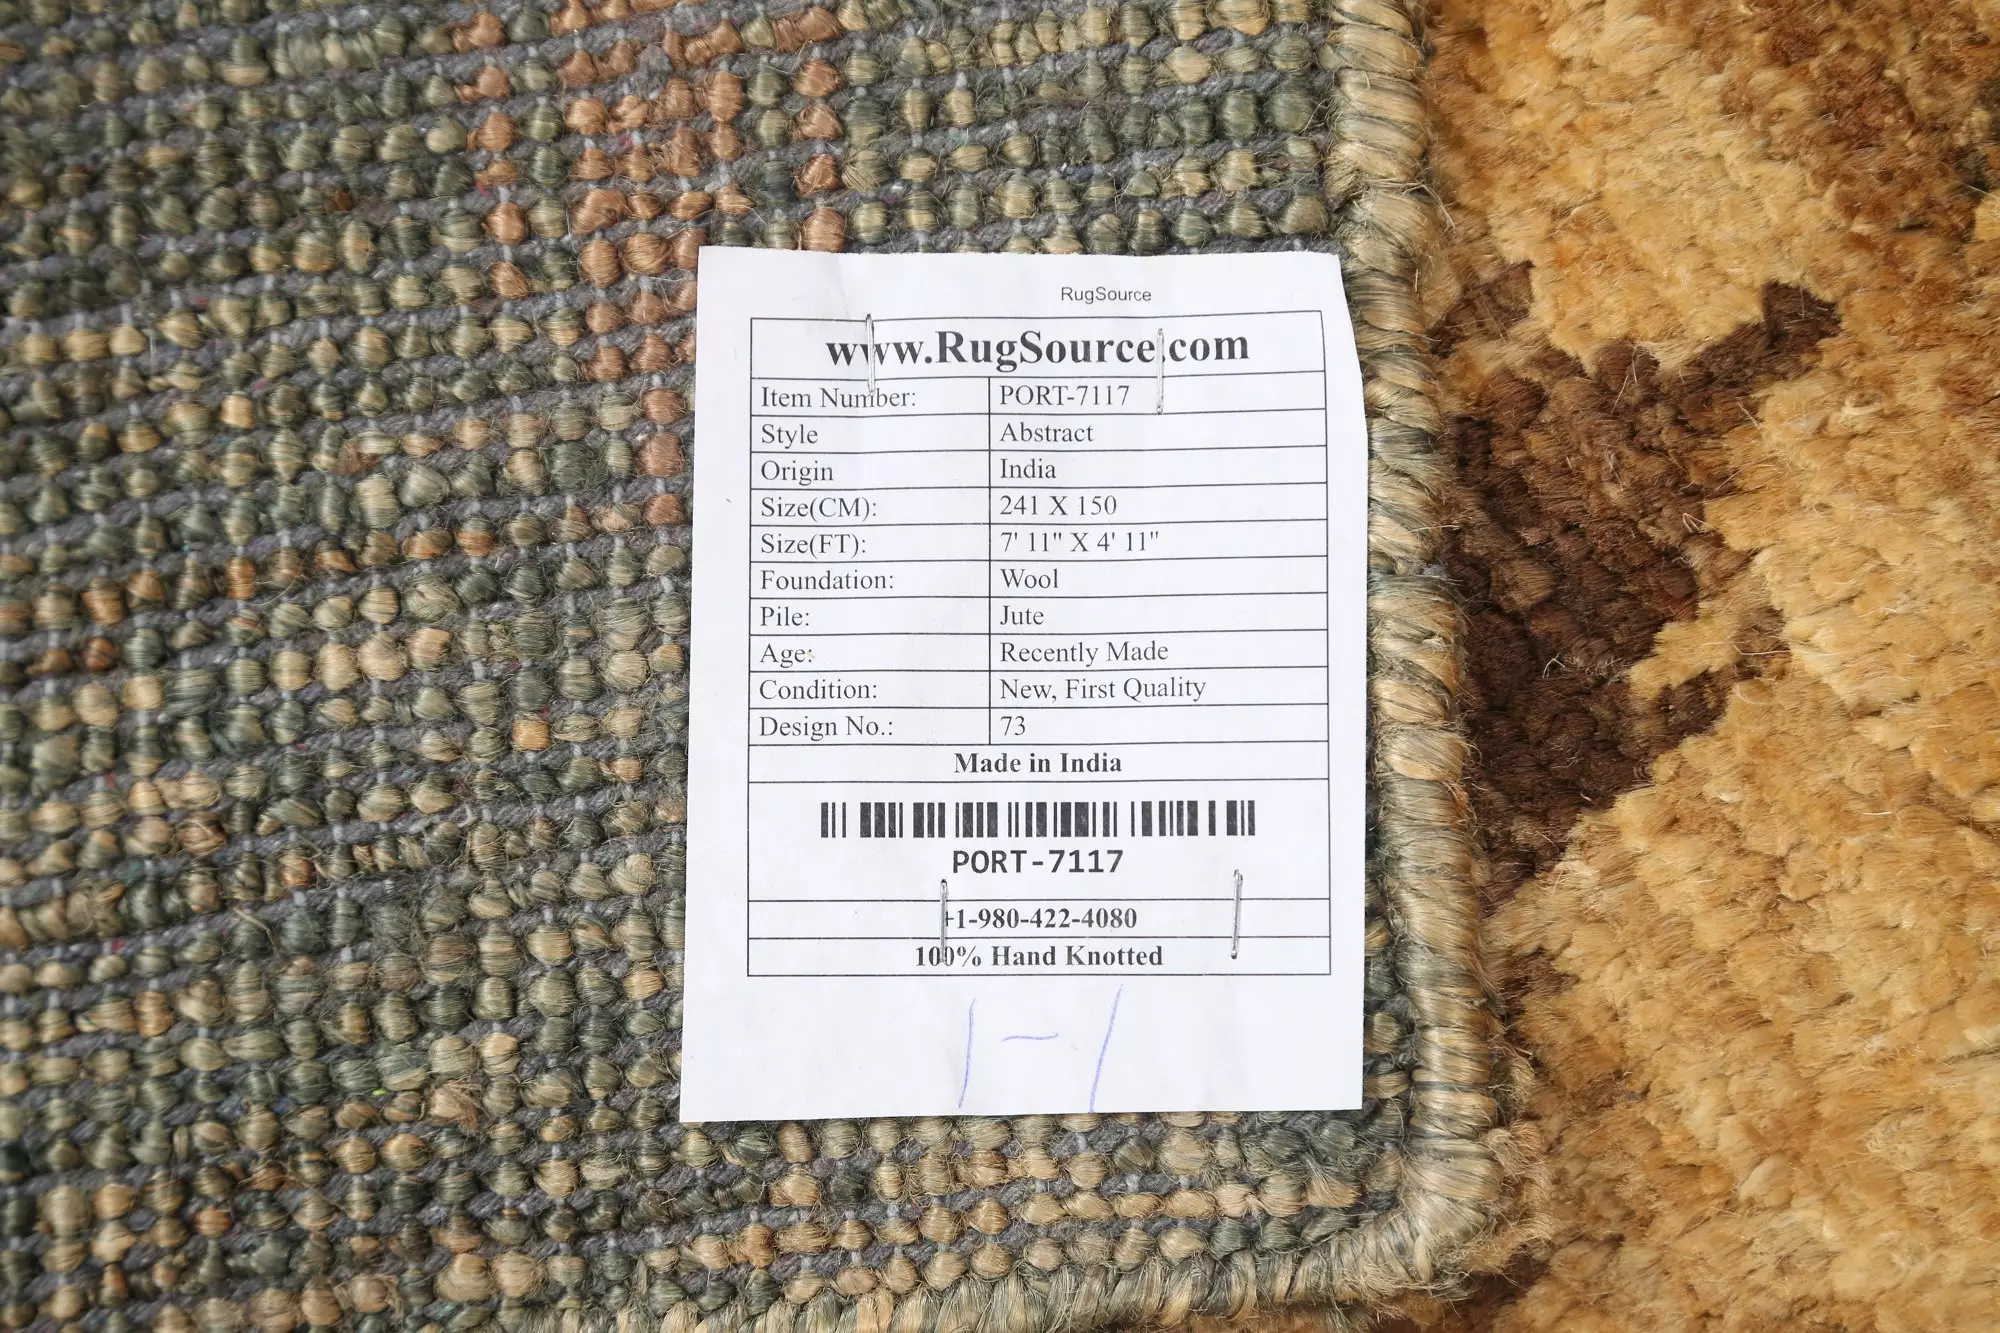 RugSource
www.RugSource.com
Item Number: PORT-7117
Style Abstract
Origin India
Size(CM): 241 X 150
Size(FT): 7' 11" X 4' 11"
Foundation: Wool
Pile: Jute
Age: Recently Made
Condition: New, First Quality
Design No.: 73
Made in India
PORT-7117
+1-980-422-4080
100% Hand Knotted
1-1